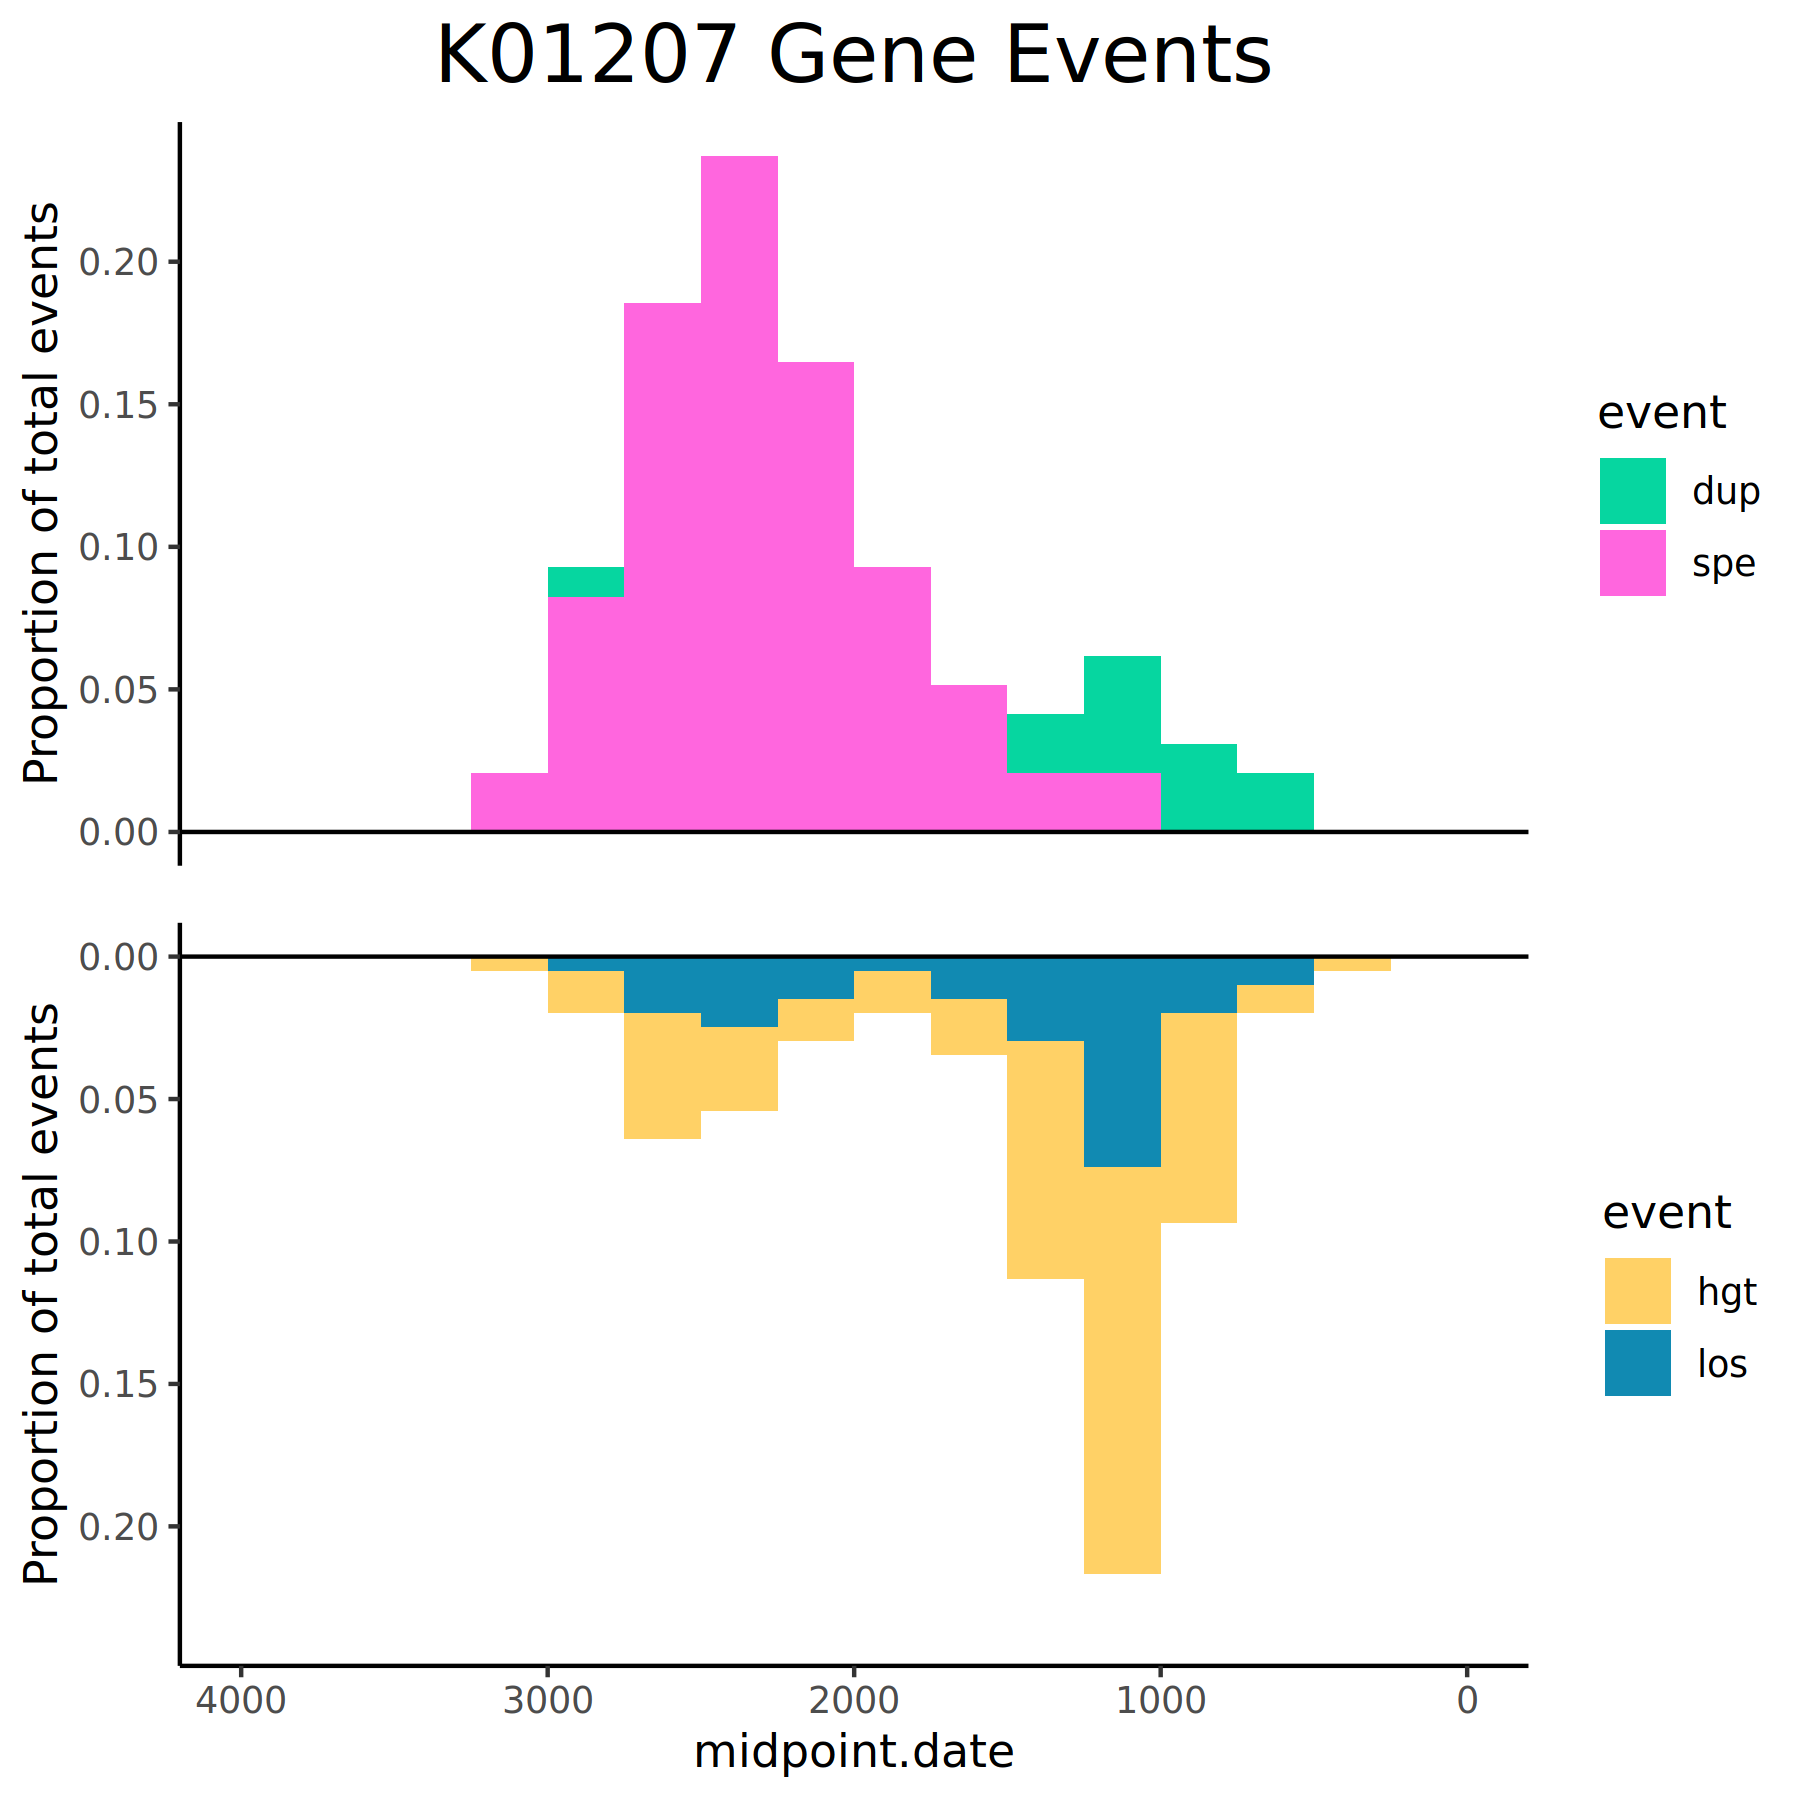 K01207 Gene Events
Proportion of total events
0.20
0.15
0.10
0.05
0.00
event
dup
spe
Proportion of total events
0.00
0.05
0.10
0.15
0.20
event
hgt
los
4000 3000 2000 1000 0
midpoint.date